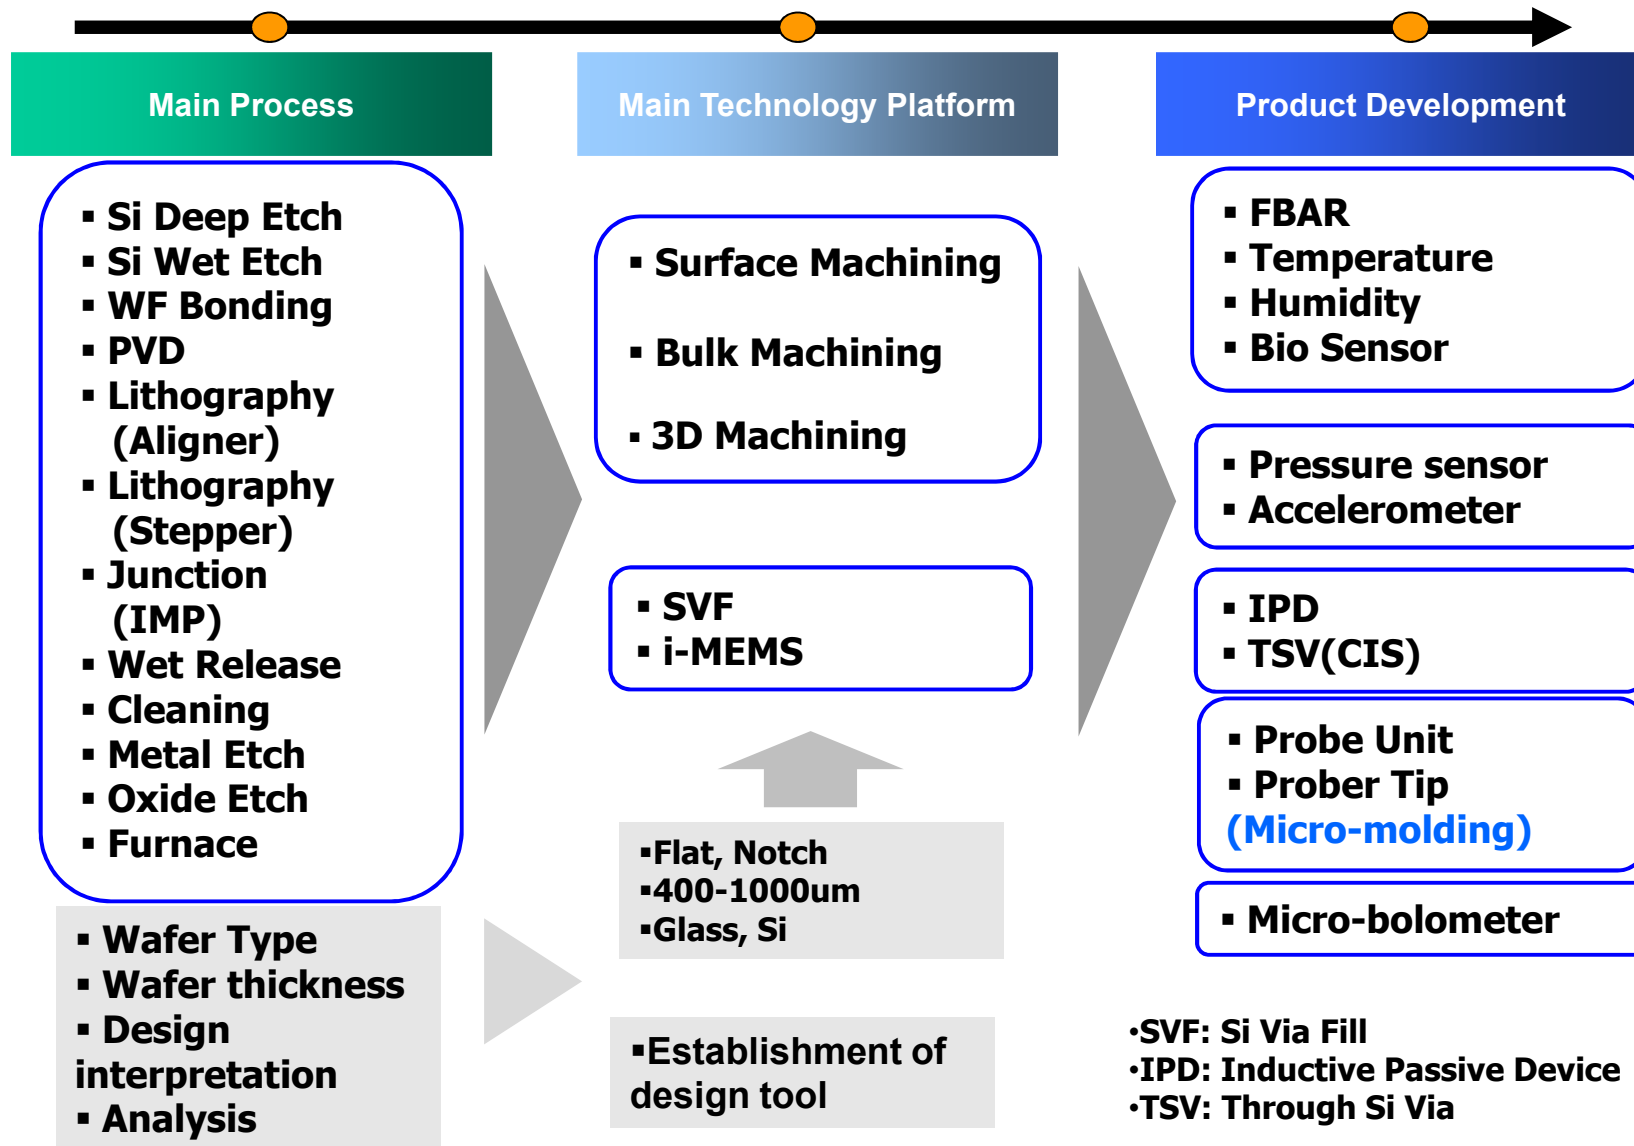 Main Process
▪ Si Deep Etch
▪ Si Wet Etch
▪ WF Bonding
▪ PVD
▪ Lithography
(Aligner)
▪ Lithography
(Stepper)
▪ Junction
(IMP)
▪ Wet Release
▪ Cleaning
▪ Metal Etch
▪ Oxide Etch
▪ Furnace
▪ Wafer Type
▪ Wafer thickness
▪ Design
interpretation
▪ Analysis
Main Technology Platform
▪ Surface Machining
▪ Bulk Machining
▪ 3D Machining
▪ SVF
▪ i-MEMS
▪Flat, Notch
▪400-1000um
▪Glass, Si
▪Establishment of
design tool
Product Development
▪ FBAR
▪ Temperature
▪ Humidity
▪ Bio Sensor
▪ Pressure sensor
▪ Accelerometer
▪ IPD
▪ TSV(CIS)
▪ Probe Unit
▪ Prober Tip
(Micro-molding)
▪ Micro-bolometer
•SVF: Si Via Fill
•IPD: Inductive Passive Device
•TSV: Through Si Via